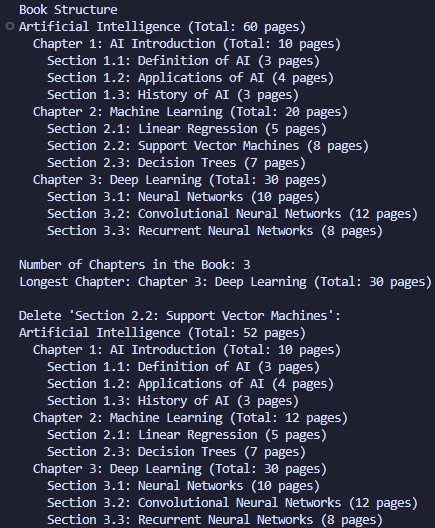 Book Structure
Artificial Intelligence (Total: 60 pages)
Chapter 1: AI Introduction (Total: 10 pages)
Section 1.1: Definition of AI (3 pages)
Section 1.2: Applications of AI (4 pages)
Section 1.3: History of AI (3 pages)
Chapter 2: Machine Learning (Total: 20 pages)
Section 2.1: Linear Regression (5 pages)
Section 2.2: Support Vector Machines (8 pages)
Section 2.3: Decision Trees (7 pages)
Chapter 3: Deep Learning (Total: 30 pages)
Section 3.1: Neural Networks (10 pages)
Section 3.2: Convolutional Neural Networks (12 pages)
Section 3.3: Recurrent Neural Networks (8 pages)

Number of Chapters in the Book: 3
Longest Chapter: Chapter 3: Deep Learning (Total: 30 pages)

Delete 'Section 2.2: Support Vector Machines':
Artificial Intelligence (Total: 52 pages)
Chapter 1: AI Introduction (Total: 10 pages)
Section 1.1: Definition of AI (3 pages)
Section 1.2: Applications of AI (4 pages)
Section 1.3: History of AI (3 pages)
Chapter 2: Machine Learning (Total: 12 pages)
Section 2.1: Linear Regression (5 pages)
Section 2.3: Decision Trees (7 pages)
Chapter 3: Deep Learning (Total: 30 pages)
Section 3.1: Neural Networks (10 pages)
Section 3.2: Convolutional Neural Networks (12 pages)
Section 3.3: Recurrent Neural Networks (8 pages)